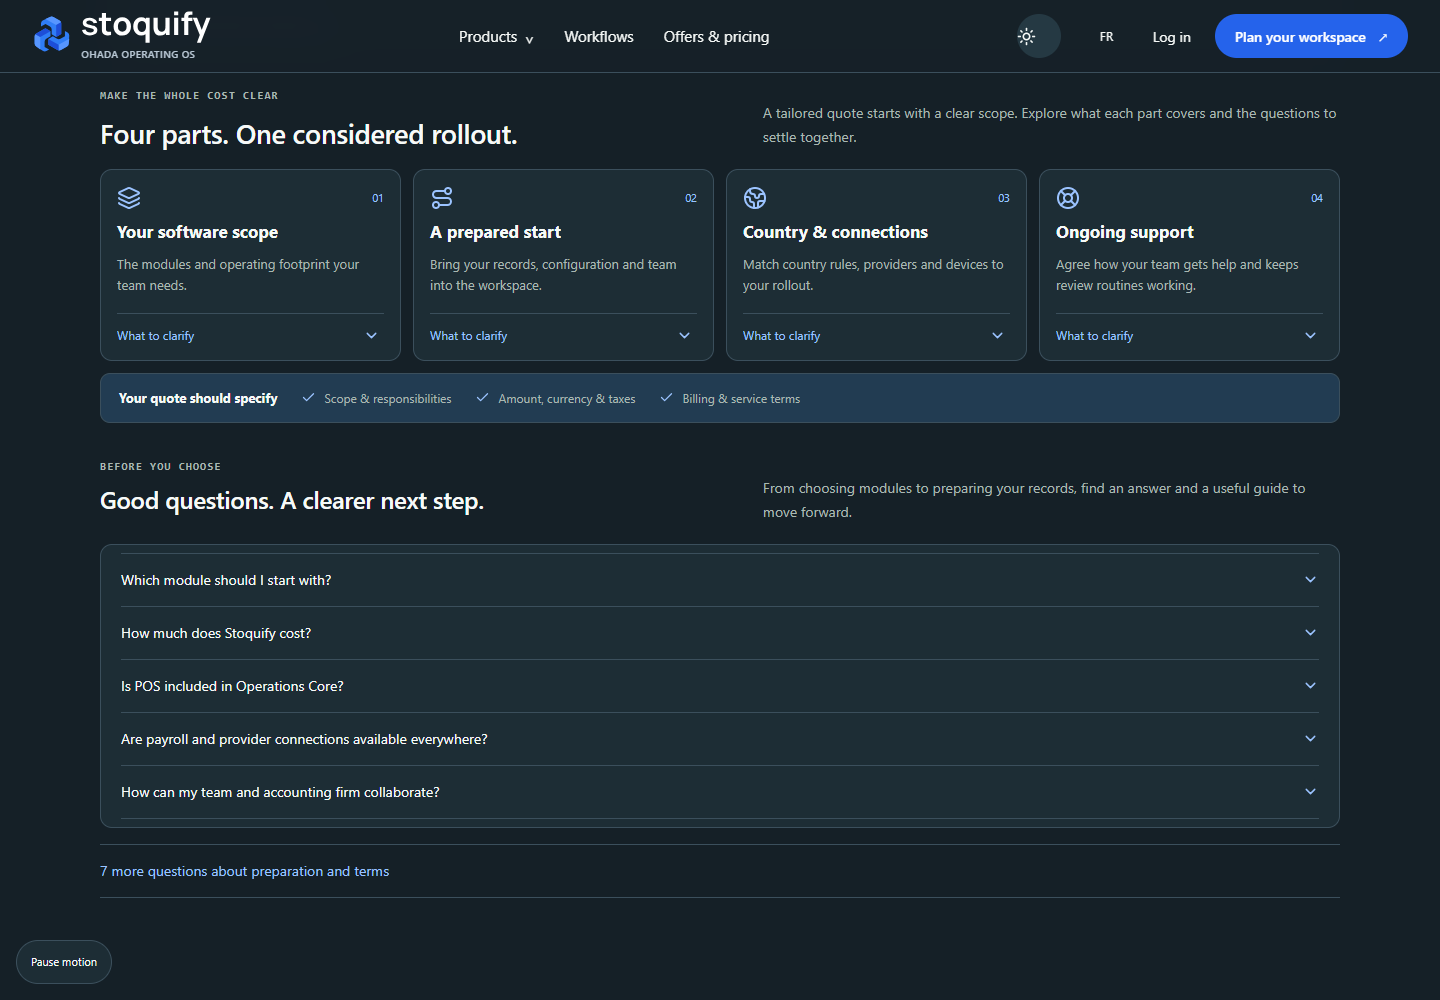 stoquify
OHADA OPERATING OS
Products
Workflows
Offers & pricing
FR
Log in
Plan your workspace
MAKE THE WHOLE COST CLEAR
Four parts. One considered rollout.
A tailored quote starts with a clear scope. Explore what each part covers and the questions to
settle together.
01
Your software scope
The modules and operating footprint your
team needs.
What to clarify
02
A prepared start
Bring your records, configuration and team
into the workspace.
What to clarify
03
Country & connections
Match country rules, providers and devices to
your rollout.
What to clarify
04
Ongoing support
Agree how your team gets help and keeps
review routines working.
What to clarify
Your quote should specify
Scope & responsibilities
Amount, currency & taxes
Billing & service terms
BEFORE YOU CHOOSE
Good questions. A clearer next step.
From choosing modules to preparing your records, find an answer and a useful guide to
move forward.
Which module should I start with?
How much does Stoquify cost?
Is POS included in Operations Core?
Are payroll and provider connections available everywhere?
How can my team and accounting firm collaborate?
7 more questions about preparation and terms
Pause motion